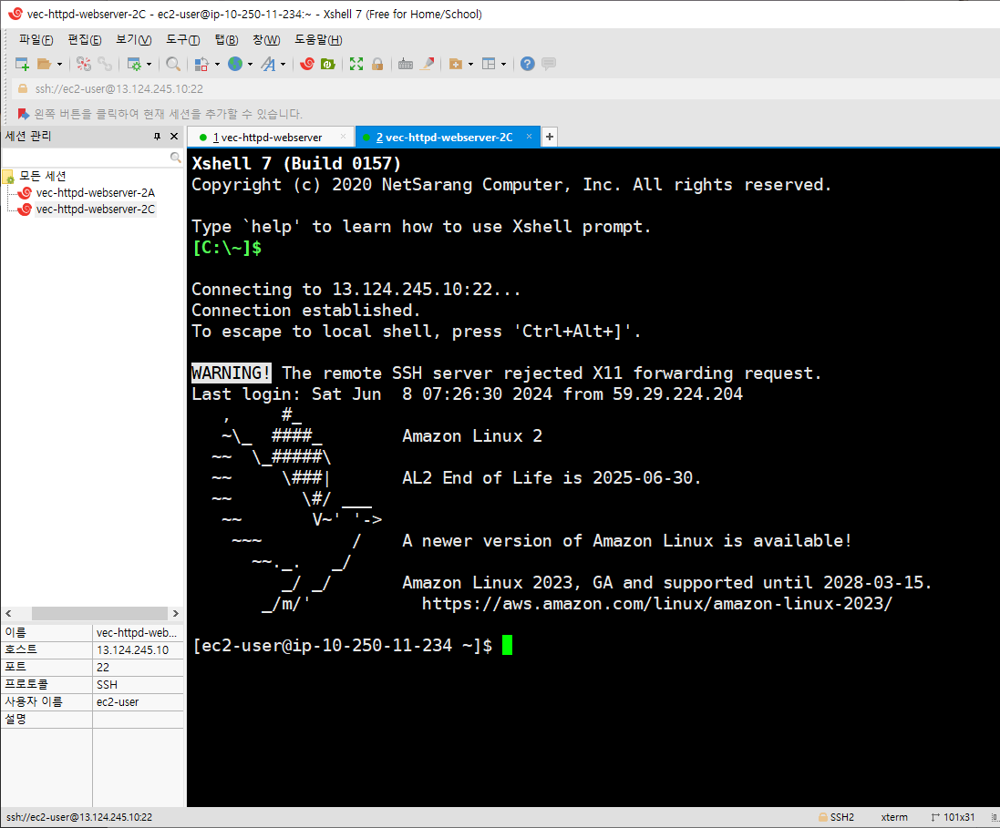 vec-httpd-webserver-2C - ec2-user@ip-10-250-11-234:~ - Xshell 7 (Free for Home/School)
파일(F) 편집(E) 보기(V) 도구(T) 탭(B) 창(W) 도움말(H)
ssh://ec2-user@13.124.245.10:22
왼쪽 버튼을 클릭하여 현재 세션을 추가할 수 있습니다.
세션 관리
모든 세션
vec-httpd-webserver-2A
vec-httpd-webserver-2C
이름 vec-httpd-web...
호스트 13.124.245.10
포트 22
프로토콜 SSH
사용자 이름 ec2-user
설명
1 vec-httpd-webserver
2 vec-httpd-webserver-2C
Xshell 7 (Build 0157)
Copyright (c) 2020 NetSarang Computer, Inc. All rights reserved.
Type `help' to learn how to use Xshell prompt.
[C:\~]$
Connecting to 13.124.245.10:22...
Connection established.
To escape to local shell, press 'Ctrl+Alt+]'.
WARNING! The remote SSH server rejected X11 forwarding request.
Last login: Sat Jun  8 07:26:30 2024 from 59.29.224.204
   ,     #_
   ~\_  ####_        Amazon Linux 2
  ~~  \_#####\
  ~~     \###|       AL2 End of Life is 2025-06-30.
  ~~       \#/ ___
   ~~       V~' '->
    ~~~         /    A newer version of Amazon Linux is available!
      ~~._.   _/
         _/ _/       Amazon Linux 2023, GA and supported until 2028-03-15.
       _/m/'           https://aws.amazon.com/linux/amazon-linux-2023/
[ec2-user@ip-10-250-11-234 ~]$
ssh://ec2-user@13.124.245.10:22 SSH2 xterm 101x31